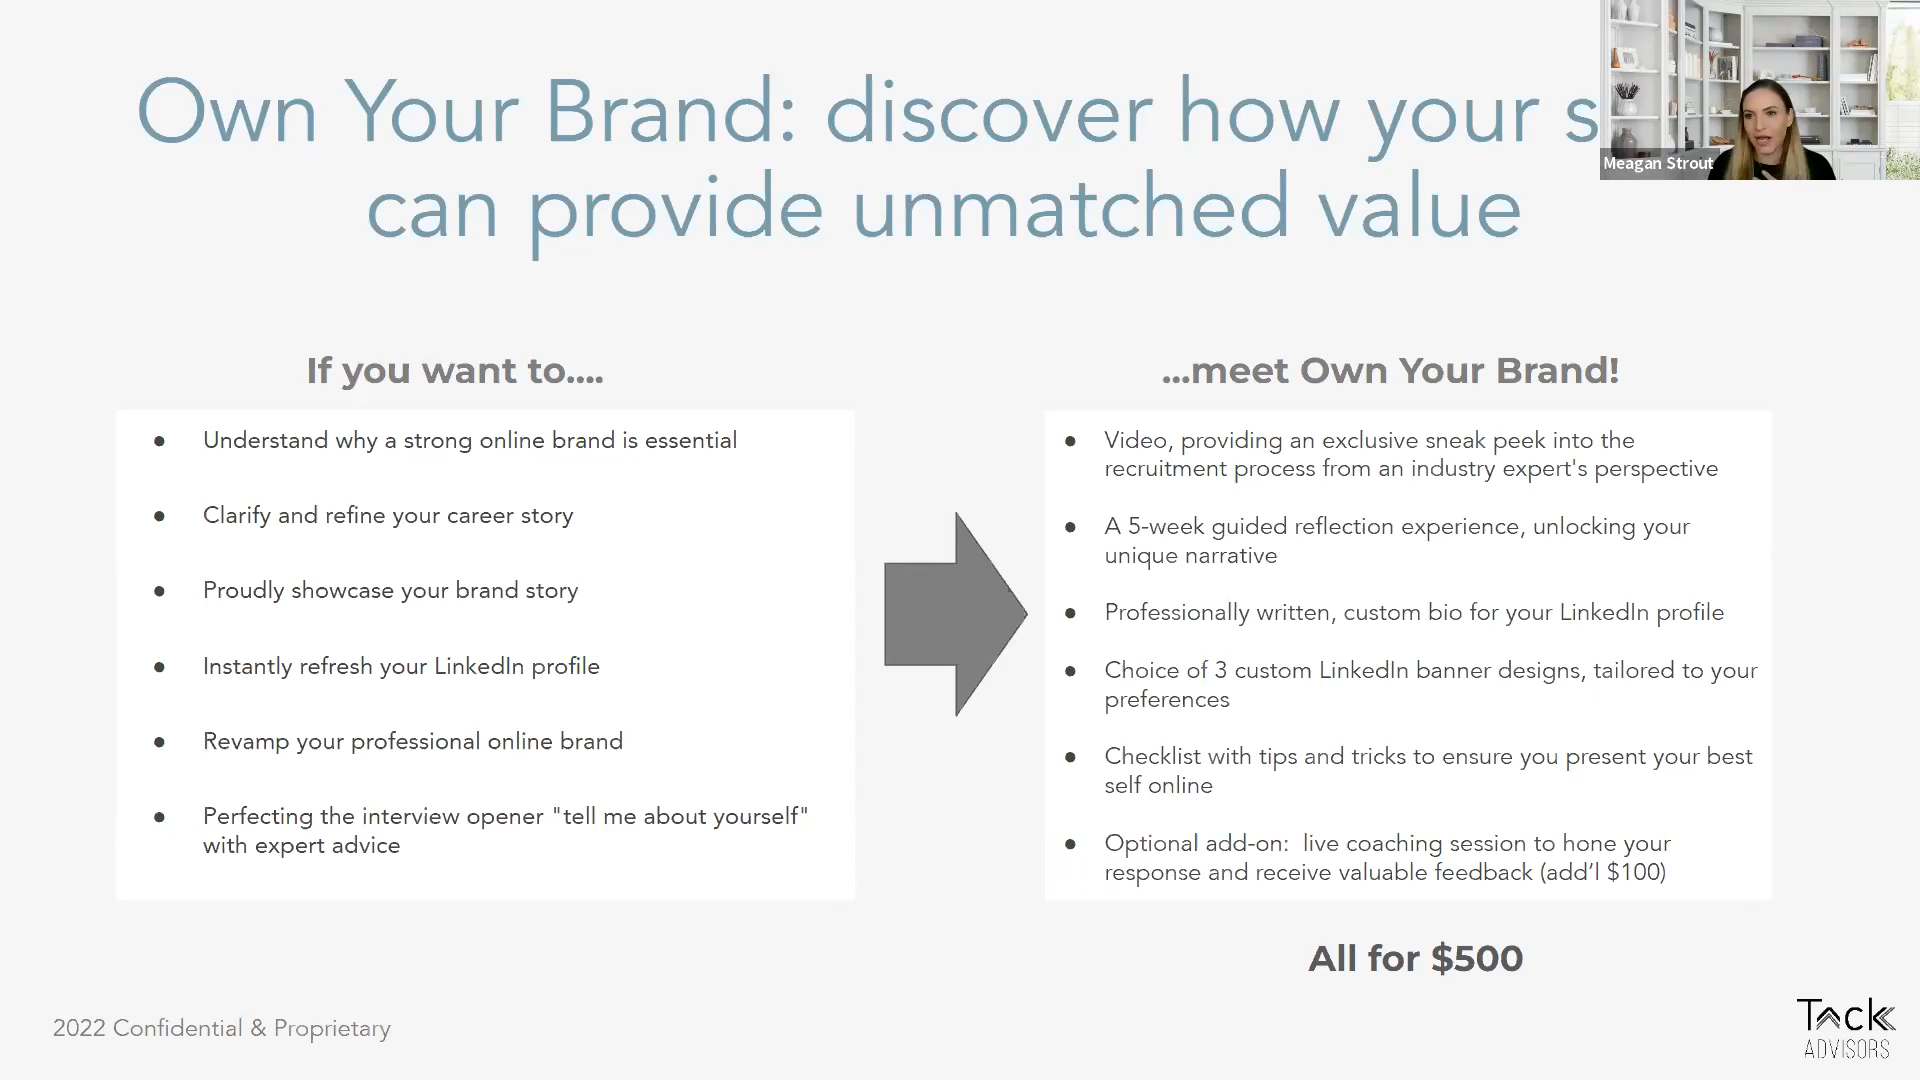 Own Your Brand: discover how your
can provide unmatched value
Meagan Strout
If you want to....
● Understand why a strong online brand is essential
● Clarify and refine your career story
● Proudly showcase your brand story
● Instantly refresh your LinkedIn profile
● Revamp your professional online brand
● Perfecting the interview opener "tell me about yourself"
with expert advice
...meet Own Your Brand!
● Video, providing an exclusive sneak peek into the
recruitment process from an industry expert's perspective
● A 5-week guided reflection experience, unlocking your
unique narrative
● Professionally written, custom bio for your LinkedIn profile
● Choice of 3 custom LinkedIn banner designs, tailored to your
preferences
● Checklist with tips and tricks to ensure you present your best
self online
● Optional add-on:  live coaching session to hone your
response and receive valuable feedback (add’l $100)
All for $500
2022 Confidential & Proprietary
Tack
ADVISORS